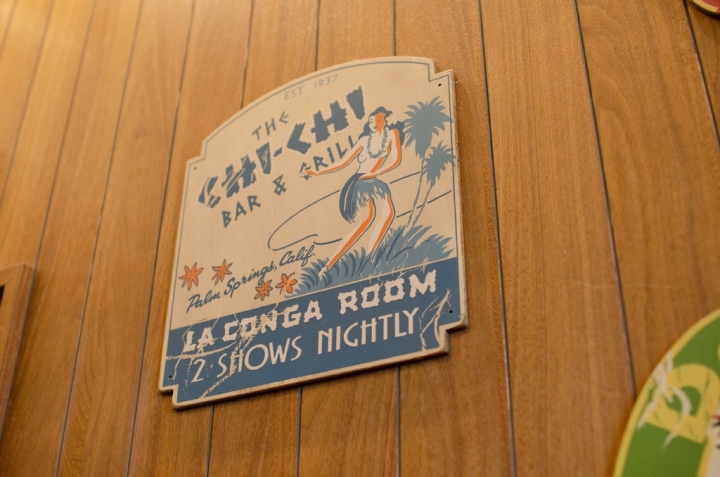 EST 1937
THE
CHI-CHI
BAR & GRILL
Palm Springs, Calif.
LA CONGA ROOM
2 SHOWS NIGHTLY